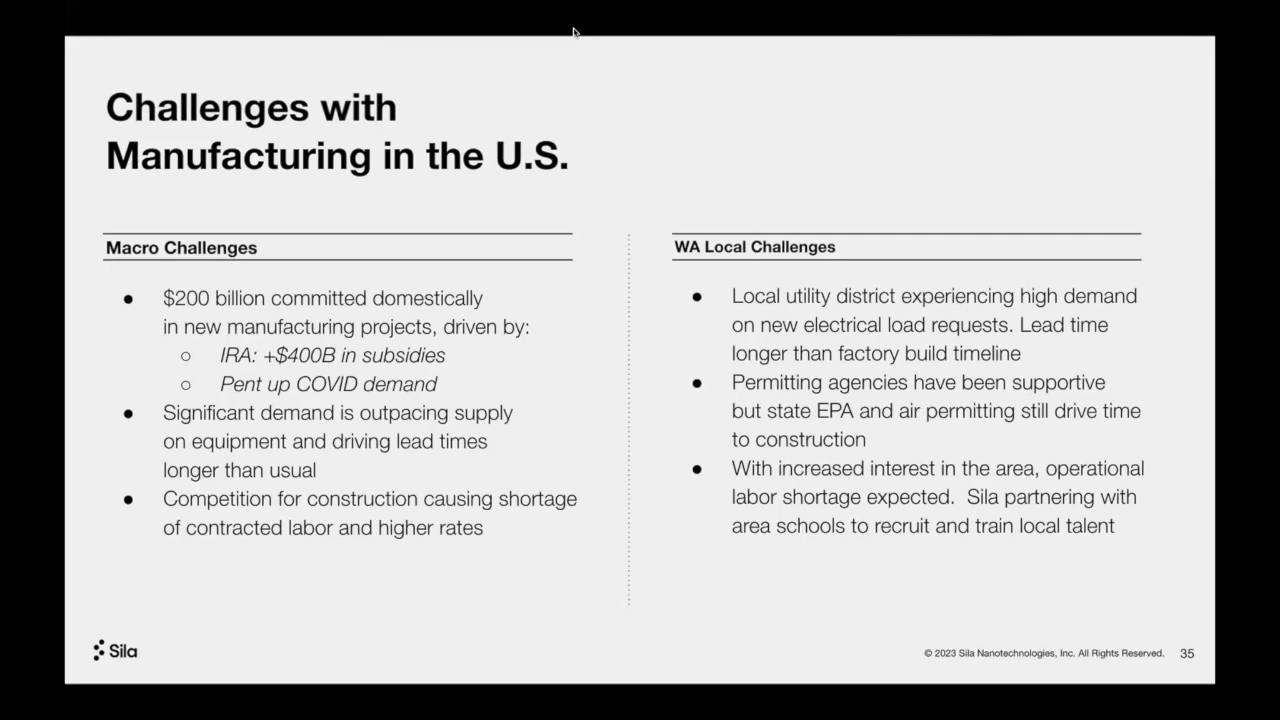 Challenges with
Manufacturing in the U.S.
Macro Challenges
● $200 billion committed domestically
in new manufacturing projects, driven by:
○ IRA: +$400B in subsidies
○ Pent up COVID demand
● Significant demand is outpacing supply
on equipment and driving lead times
longer than usual
● Competition for construction causing shortage
of contracted labor and higher rates
WA Local Challenges
● Local utility district experiencing high demand
on new electrical load requests. Lead time
longer than factory build timeline
● Permitting agencies have been supportive
but state EPA and air permitting still drive time
to construction
● With increased interest in the area, operational
labor shortage expected.  Sila partnering with
area schools to recruit and train local talent
Sila
© 2023 Sila Nanotechnologies, Inc. All Rights Reserved. 35